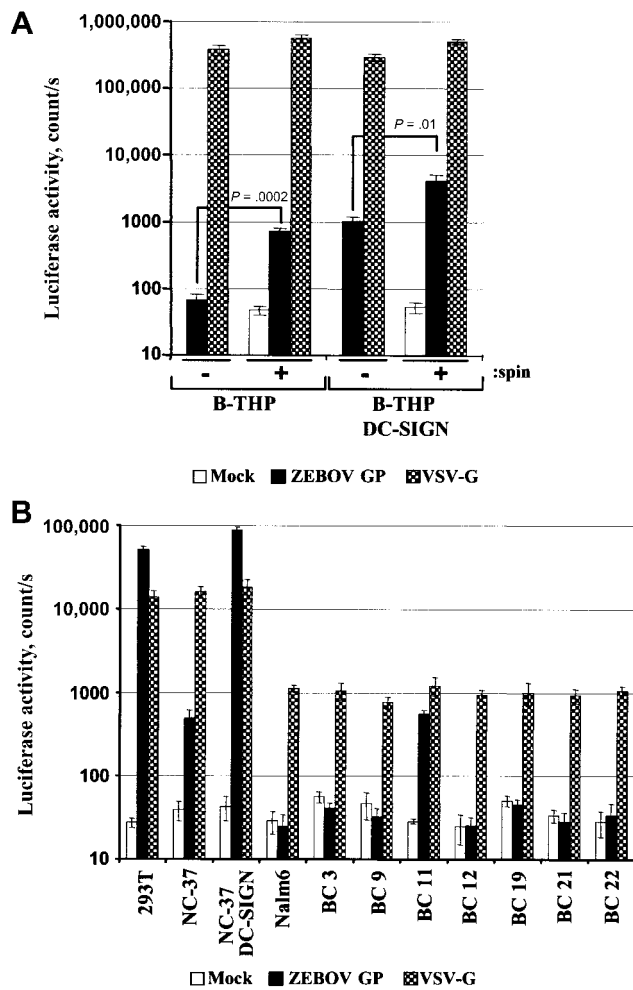 A
Luciferase activity, count/s
1,000,000
100,000
10,000
1000
100
10
P = .0002
P = .01
- + - + :spin
B-THP B-THP
DC-SIGN
Mock ZEBOV GP VSV-G
B
Luciferase activity, count/s
100,000
10,000
1000
100
10
293T
NC-37
NC-37
DC-SIGN
Nalm6
BC 3
BC 9
BC 11
BC 12
BC 19
BC 21
BC 22
Mock ZEBOV GP VSV-G